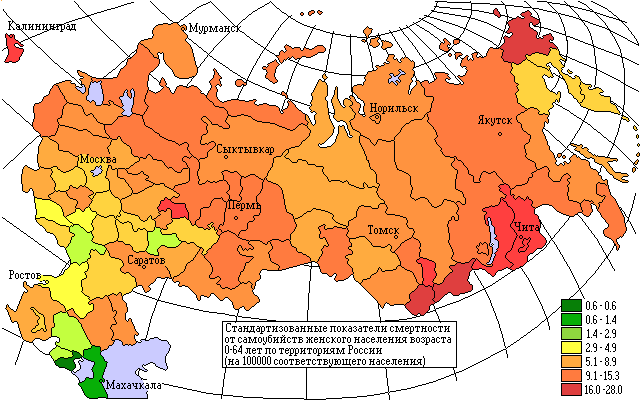 Калининград
Мурманск
Норильск
Якутск
Москва
Сыктывкар
Пермь
Томск
Чита
Саратов
Ростов
Махачкала
Стандартизованные показатели смертности
от самоубийств женского населения возраста
0-64 лет по территориям России
(на 100000 соответствующего населения)
0.6 - 0.6
0.6 - 1.4
1.4 - 2.9
2.9 - 4.9
5.1 - 8.9
9.1 - 15.3
16.0 - 28.0